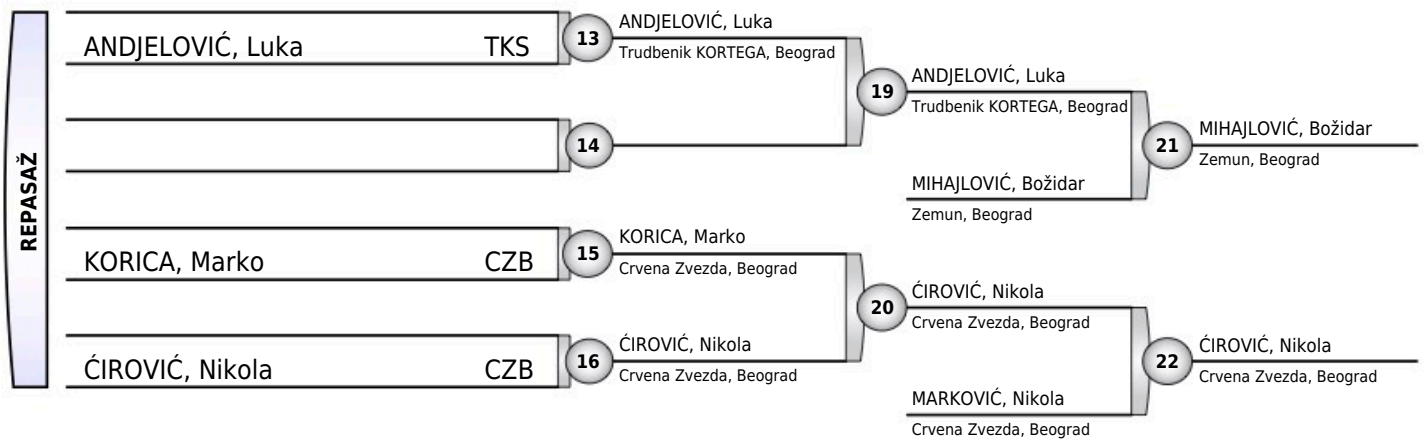 REPASAŽ
ANDJELOVIĆ, Luka TKS
13
ANDJELOVIĆ, Luka
Trudbenik KORTEGA, Beograd
14
19
ANDJELOVIĆ, Luka
Trudbenik KORTEGA, Beograd
MIHAJLOVIĆ, Božidar
Zemun, Beograd
21
MIHAJLOVIĆ, Božidar
Zemun, Beograd
KORICA, Marko CZB
15
KORICA, Marko
Crvena Zvezda, Beograd
ĆIROVIĆ, Nikola CZB
16
ĆIROVIĆ, Nikola
Crvena Zvezda, Beograd
20
ĆIROVIĆ, Nikola
Crvena Zvezda, Beograd
MARKOVIĆ, Nikola
Crvena Zvezda, Beograd
22
ĆIROVIĆ, Nikola
Crvena Zvezda, Beograd